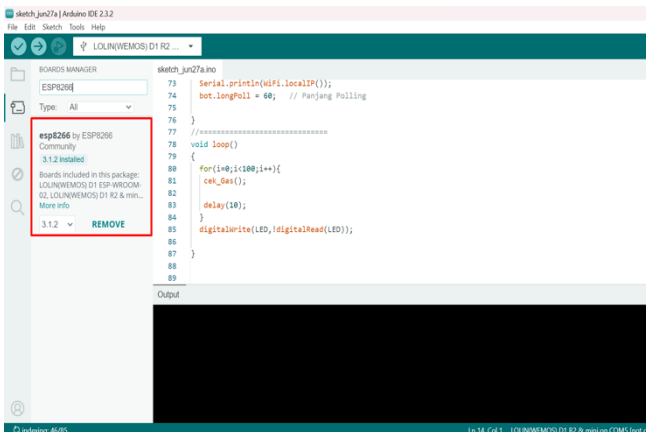 sketch_jun27a | Arduino IDE 2.3.2
File Edit Sketch Tools Help
LOLIN(WEMOS) D1 R2 ...
BOARDS MANAGER
ESP8266
Type: All
esp8266 by ESP8266
Community
3.1.2 installed
Boards included in this package:
LOLIN(WEMOS) D1 ESP-WROOM-
02, LOLIN(WEMOS) D1 R2 & min...
More info
3.1.2 REMOVE
sketch_jun27a.ino
73 Serial.println(WiFi.localIP());
74 bot.longPoll = 60; // Panjang Polling
75
76 }
77 //==============================
78 void loop()
79 {
80 for(i=0;i<100;i++){
81 cek_Gas();
82
83 delay(10);
84 }
85 digitalWrite(LED,!digitalRead(LED));
86
87 }
88
89
Output
indexing: 46/85
Ln 14, Col 1 LOLIN(WEMOS) D1 R2 & mini on COM5 [not